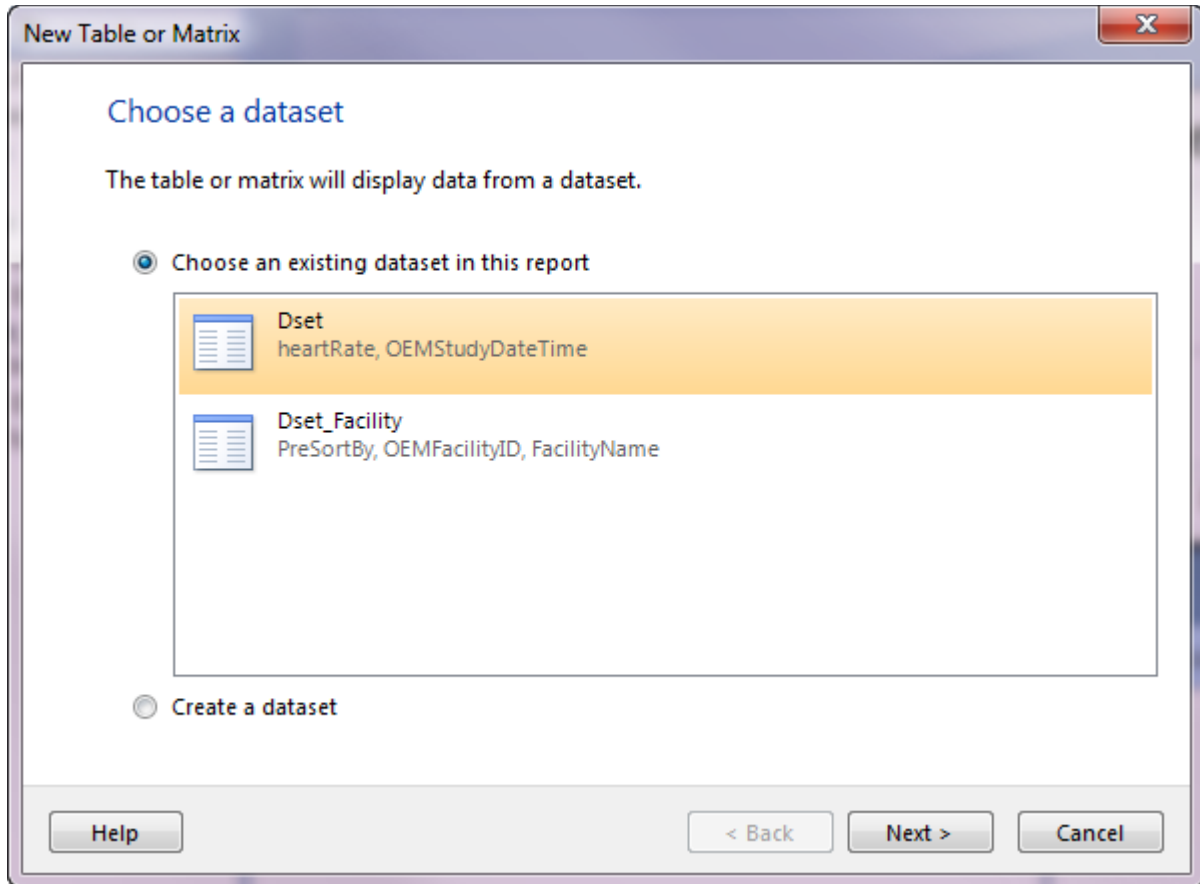 New Table or Matrix
Choose a dataset
The table or matrix will display data from a dataset.
Choose an existing dataset in this report
Dset
heartRate, OEMStudyDateTime
Dset_Facility
PreSortBy, OEMFacilityID, FacilityName
Create a dataset
Help
< Back
Next >
Cancel